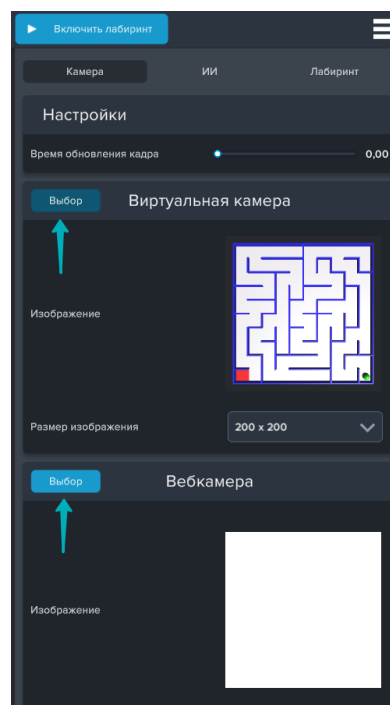 Включить лабиринт
Камера ИИ Лабиринт
Настройки
Время обновления кадра 0,00
Выбор Виртуальная камера
Изображение
Размер изображения 200 x 200
Выбор Вебкамера
Изображение